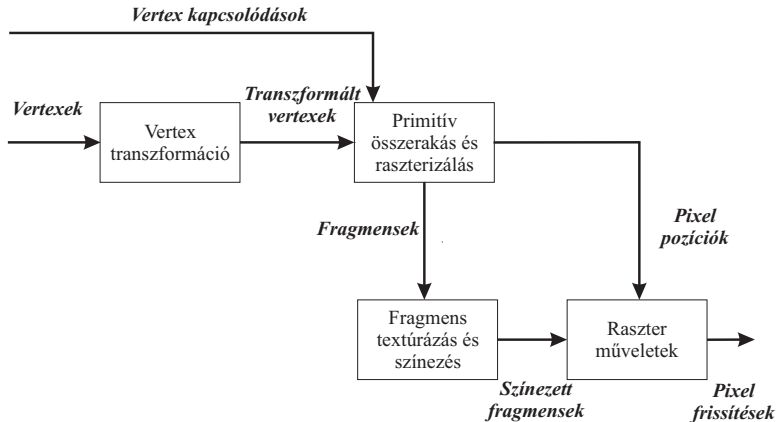 Vertex kapcsolódások
Vertexek
Vertex
transzformáció
Transzformált
vertexek
Primitív
összerakás és
raszterizálás
Fragmensek
Pixel
pozíciók
Fragmens
textúrázás és
színezés
Raszter
műveletek
Színezett
fragmensek
Pixel
frissítések